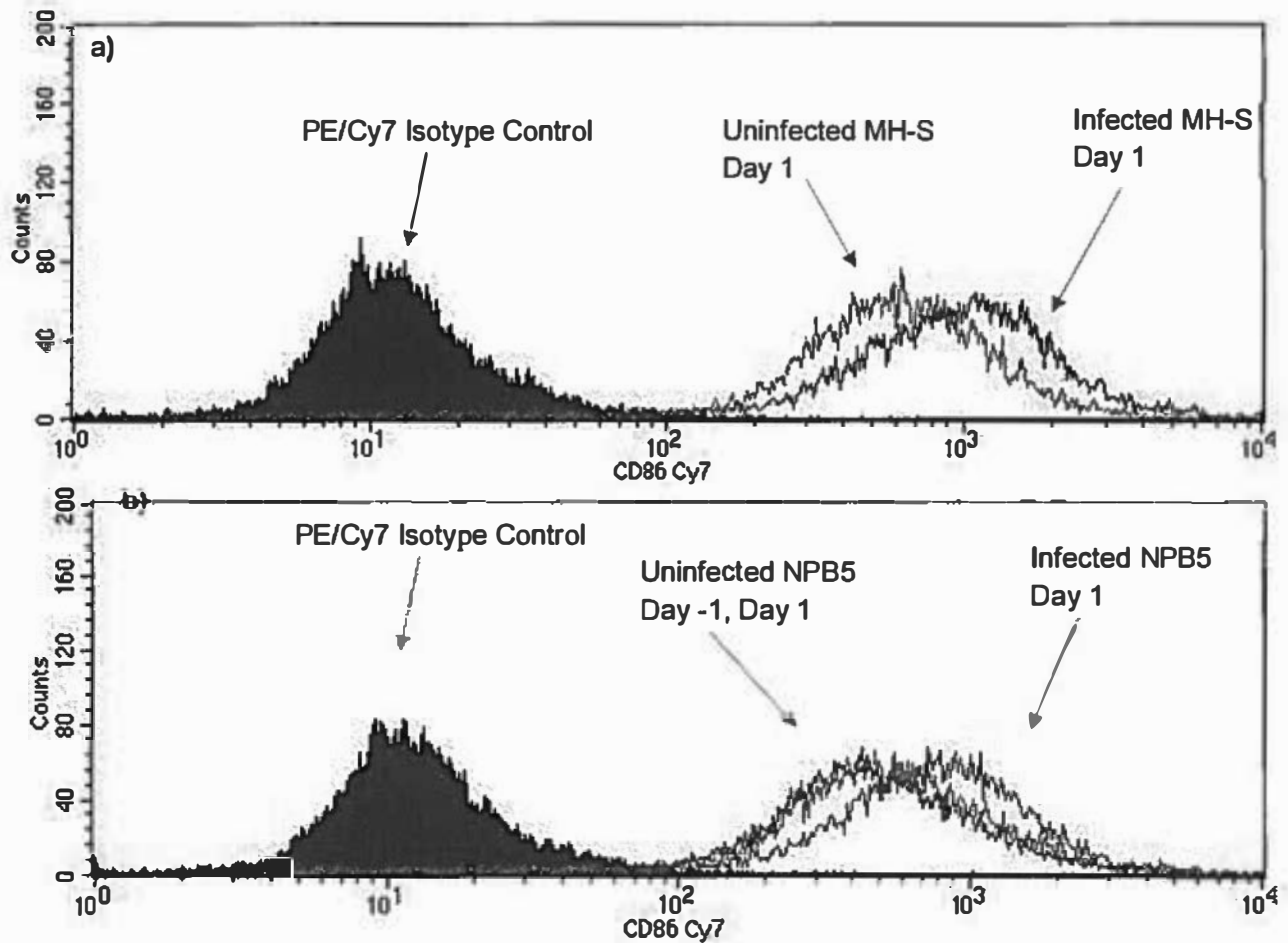 a)
PE/Cy7 Isotype Control
Uninfected MH-S
Day 1
Infected MH-S
Day 1
Counts
200
160
120
80
40
0
10^0
10^1
10^2
10^3
10^4
CD86 Cy7
PE/Cy7 Isotype Control
Uninfected NPB5
Day -1, Day 1
Infected NPB5
Day 1
Counts
200
160
120
80
40
0
10^0
10^1
10^2
10^3
10^4
CD86 Cy7